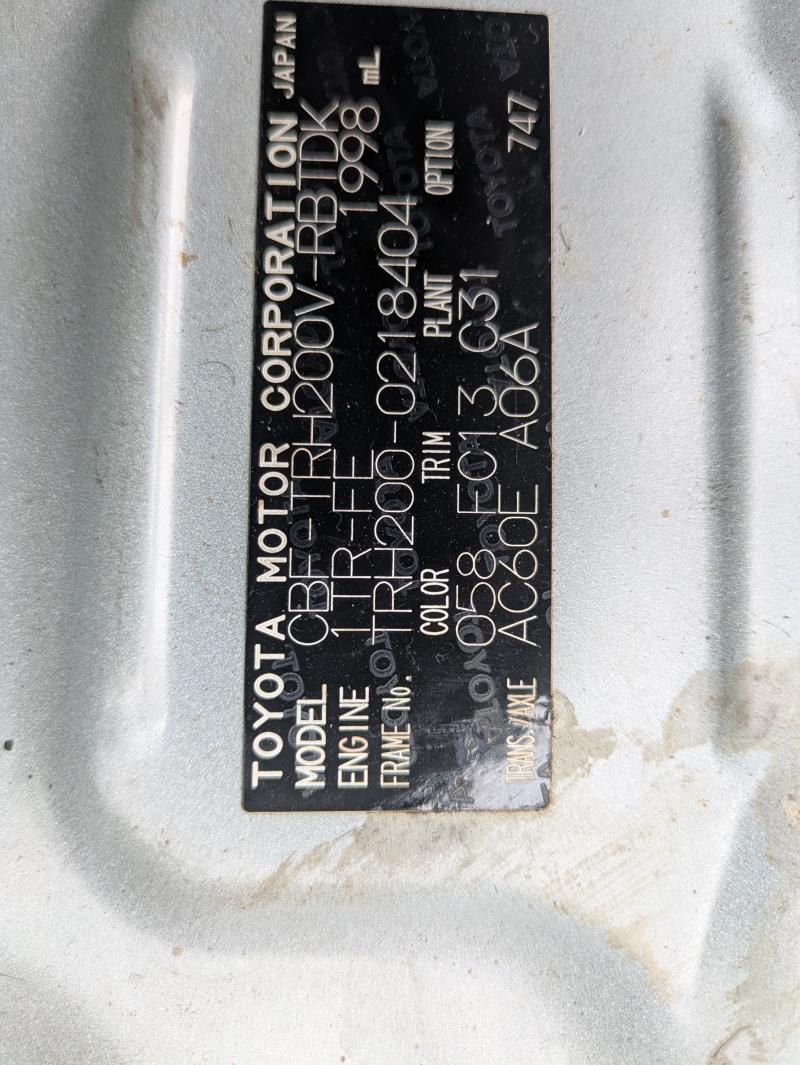 TOYOTA MOTOR CORPORATION JAPAN
MODEL CBF-TRH200V-RBTDK
ENGINE 1TR-FE 1998 mL
FRAME No. TRH200-0218404
COLOR TRIM PLANT OPTION
058 FC13 C31
TRANS./AXLE AC60E A06A 747